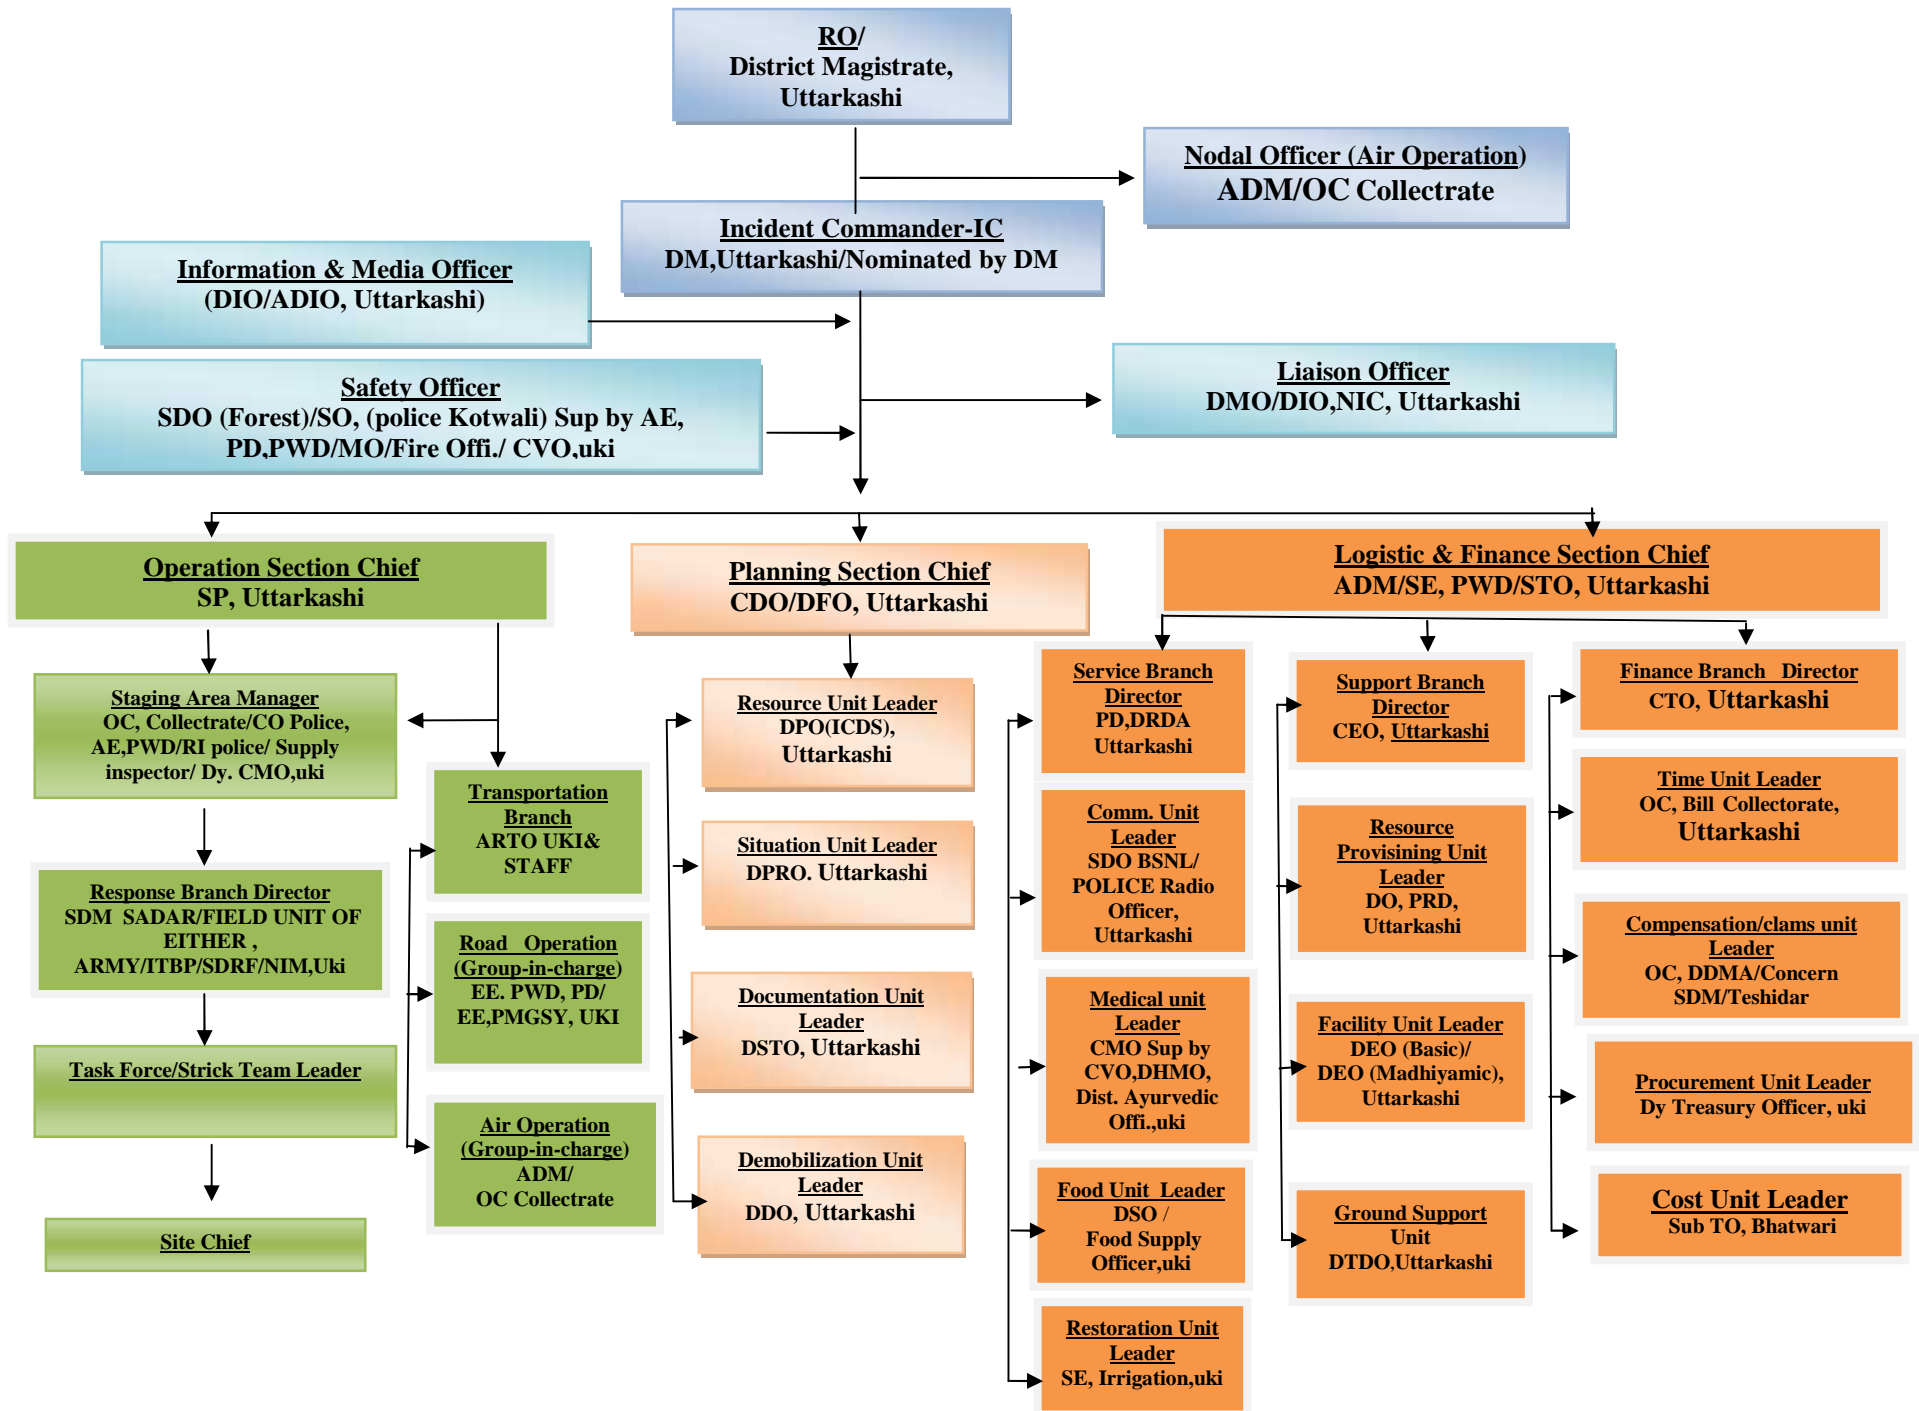 RO/
District Magistrate,
Uttarkashi
Nodal Officer (Air Operation)
ADM/OC Collectrate
Incident Commander-IC
DM,Uttarkashi/Nominated by DM
Information & Media Officer
(DIO/ADIO, Uttarkashi)
Safety Officer
SDO (Forest)/SO, (police Kotwali) Sup by AE,
PD,PWD/MO/Fire Offi./ CVO,uki
Liaison Officer
DMO/DIO,NIC, Uttarkashi
Operation Section Chief
SP, Uttarkashi
Planning Section Chief
CDO/DFO, Uttarkashi
Logistic & Finance Section Chief
ADM/SE, PWD/STO, Uttarkashi
Staging Area Manager
OC, Collectrate/CO Police,
AE,PWD/RI police/ Supply
inspector/ Dy. CMO,uki
Response Branch Director
SDM SADAR/FIELD UNIT OF
EITHER ,
ARMY/ITBP/SDRF/NIM,Uki
Task Force/Strick Team Leader
Site Chief
Transportation
Branch
ARTO UKI&
STAFF
Road Operation
(Group-in-charge)
EE. PWD, PD/
EE,PMGSY, UKI
Air Operation
(Group-in-charge)
ADM/
OC Collectrate
Resource Unit Leader
DPO(ICDS),
Uttarkashi
Situation Unit Leader
DPRO. Uttarkashi
Documentation Unit
Leader
DSTO, Uttarkashi
Demobilization Unit
Leader
DDO, Uttarkashi
Service Branch
Director
PD,DRDA
Uttarkashi
Comm. Unit
Leader
SDO BSNL/
POLICE Radio
Officer,
Uttarkashi
Medical unit
Leader
CMO Sup by
CVO,DHMO,
Dist. Ayurvedic
Offi.,uki
Food Unit Leader
DSO /
Food Supply
Officer,uki
Restoration Unit
Leader
SE, Irrigation,uki
Support Branch
Director
CEO, Uttarkashi
Resource
Provisining Unit
Leader
DO, PRD,
Uttarkashi
Facility Unit Leader
DEO (Basic)/
DEO (Madhiyamic),
Uttarkashi
Ground Support
Unit
DTDO,Uttarkashi
Finance Branch Director
CTO, Uttarkashi
Time Unit Leader
OC, Bill Collectorate,
Uttarkashi
Compensation/clams unit
Leader
OC, DDMA/Concern
SDM/Teshidar
Procurement Unit Leader
Dy Treasury Officer, uki
Cost Unit Leader
Sub TO, Bhatwari